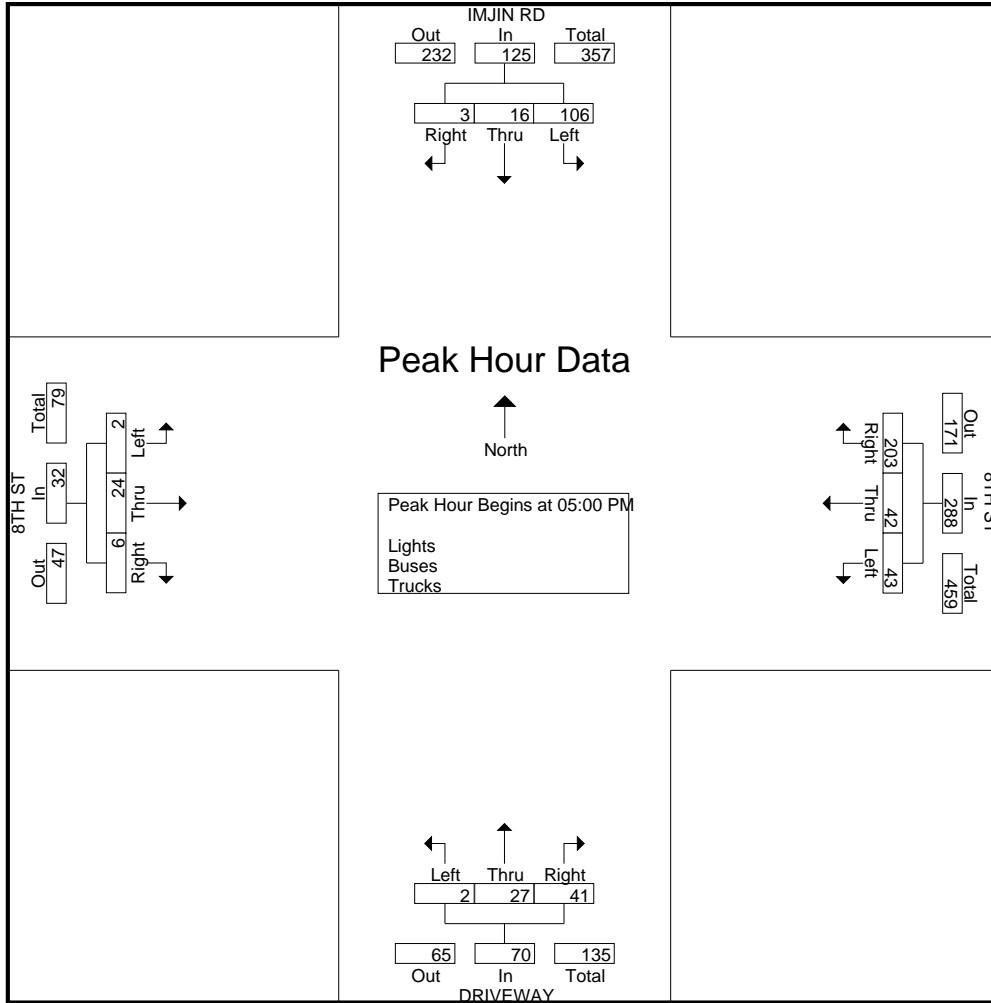 IMJIN RD
Out In Total
232 125 357
3 16 106
Right Thru Left
Peak Hour Data
North
Peak Hour Begins at 05:00 PM
Lights
Buses
Trucks
8TH ST
Total In Out
79 32 47
2 24 6
Left Thru Right
8TH ST
Out In Total
171 288 459
203 42 43
Right Thru Left
Left Thru Right
2 27 41
65 70 135
Out In Total
DRIVEWAY